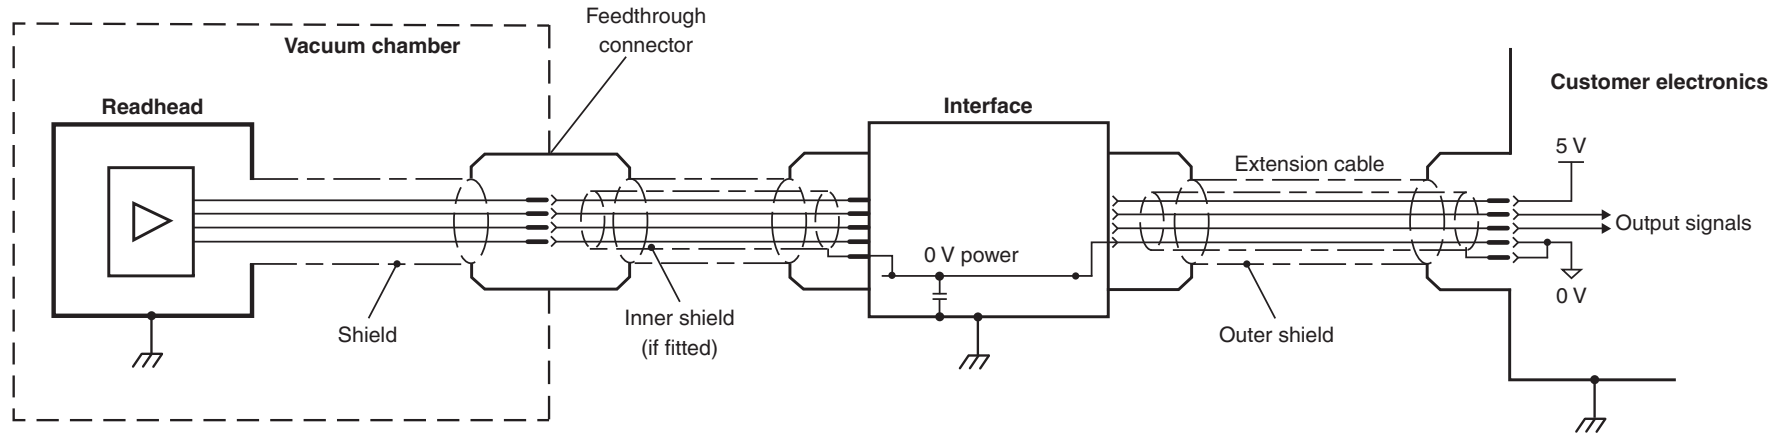 Feedthrough
connector
Vacuum chamber
Readhead
Interface
Customer electronics
5 V
Extension cable
Output signals
0 V power
0 V
Shield
Inner shield
(if fitted)
Outer shield